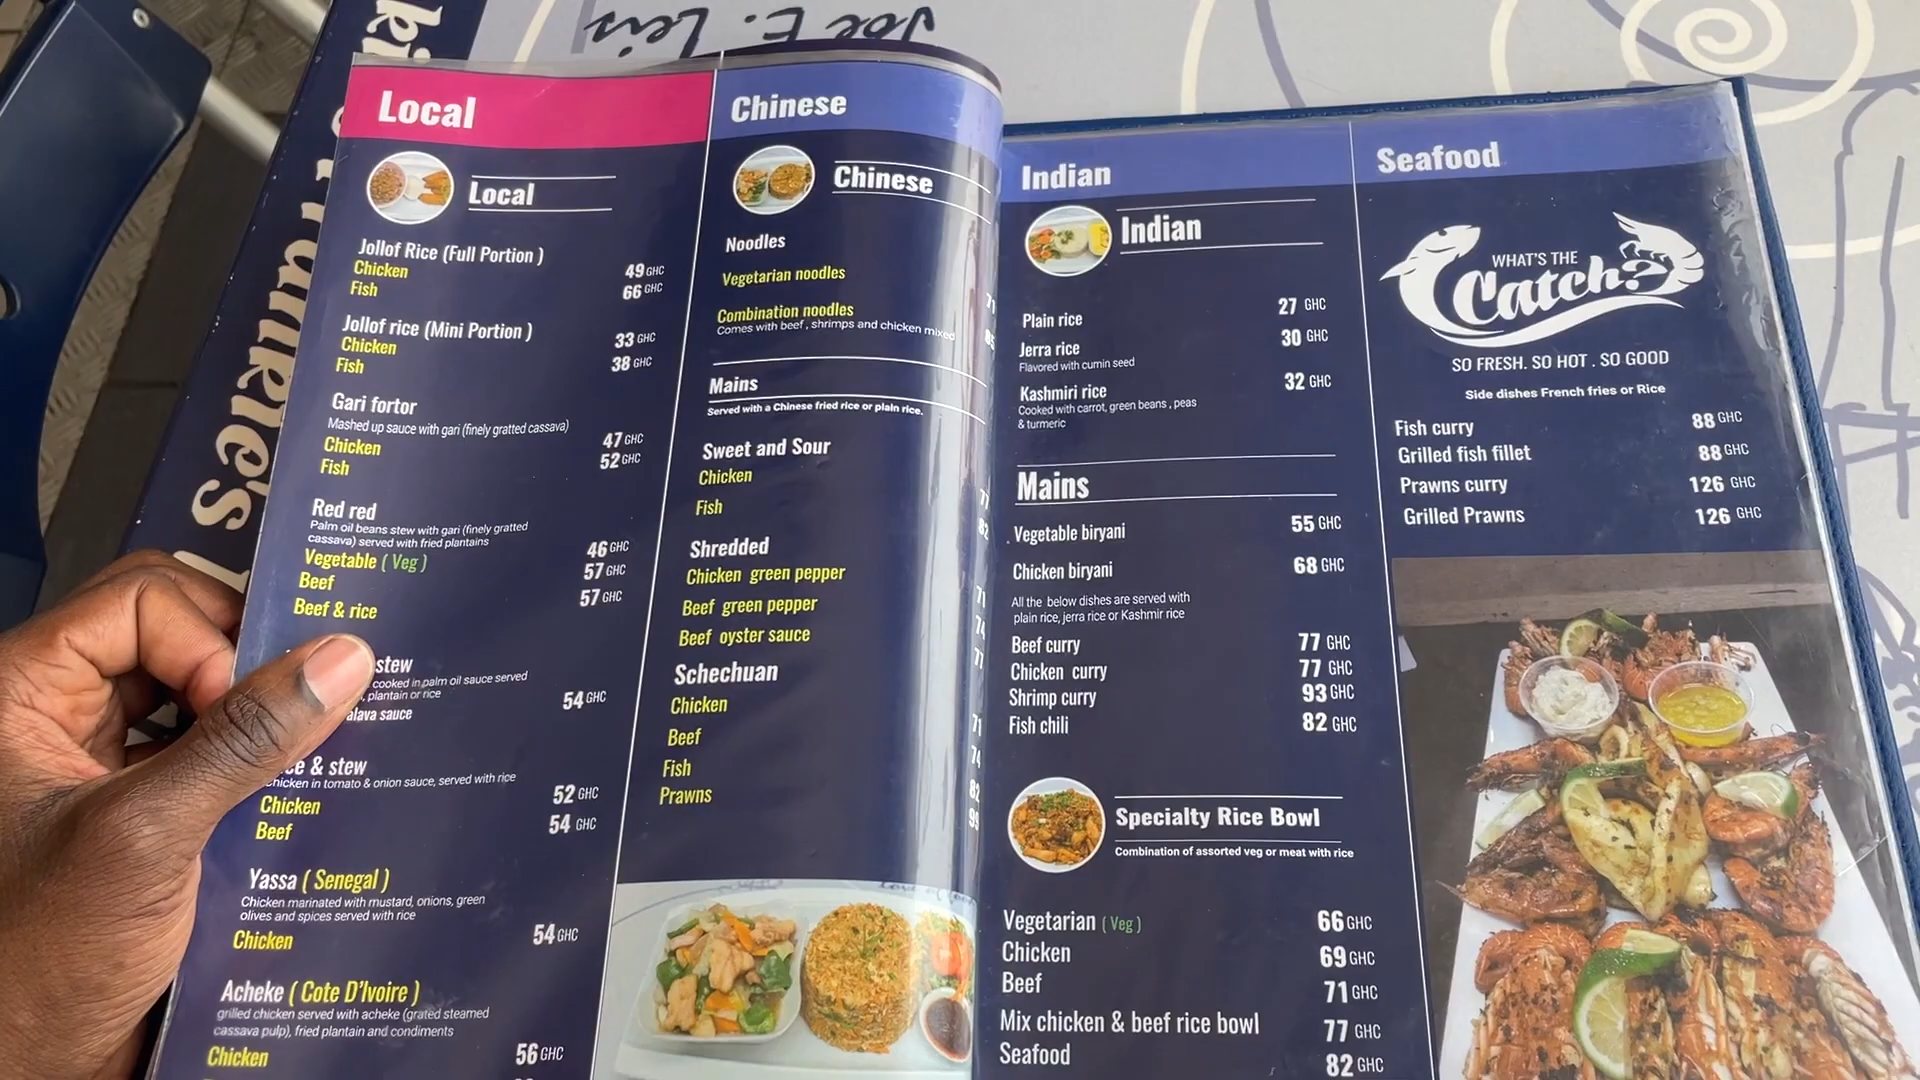 Joe E. Leis
Frankie's
Local
Local
Jollof Rice (Full Portion )
Chicken 49 GHC
Fish 66 GHC
Jollof rice (Mini Portion )
Chicken 33 GHC
Fish 38 GHC
Gari fortor
Mashed up sauce with gari (finely gratted cassava)
Chicken 47 GHC
Fish 52 GHC
Red red
Palm oil beans stew with gari (finely gratted
cassava) served with fried plantains
Vegetable ( Veg ) 46 GHC
Beef 57 GHC
Beef & rice 57 GHC
stew
cooked in palm oil sauce served
plantain or rice
alava sauce 54 GHC
& stew
chicken in tomato & onion sauce, served with rice
Chicken 52 GHC
Beef 54 GHC
Yassa ( Senegal )
Chicken marinated with mustard, onions, green
olives and spices served with rice
Chicken 54 GHC
Acheke ( Cote D'Ivoire )
grilled chicken served with acheke (grated steamed
cassava pulp), fried plantain and condiments
Chicken 56 GHC
Chinese
Chinese
Noodles
Vegetarian noodles 71
Combination noodles 85
Comes with beef , shrimps and chicken mixed
Mains
Served with a Chinese fried rice or plain rice.
Sweet and Sour
Chicken 77
Fish 82
Shredded
Chicken green pepper 71
Beef green pepper 74
Beef oyster sauce 77
Schechuan
Chicken 71
Beef 74
Fish 82
Prawns 99
Indian
Indian
Plain rice 27 GHC
Jerra rice 30 GHC
Flavored with cumin seed
Kashmiri rice 32 GHC
Cooked with carrot, green beans , peas
& turmeric
Mains
Vegetable biryani 55 GHC
Chicken biryani 68 GHC
All the below dishes are served with
plain rice, jerra rice or Kashmir rice
Beef curry 77 GHC
Chicken curry 77 GHC
Shrimp curry 93 GHC
Fish chili 82 GHC
Specialty Rice Bowl
Combination of assorted veg or meat with rice
Vegetarian ( Veg ) 66 GHC
Chicken 69 GHC
Beef 71 GHC
Mix chicken & beef rice bowl 77 GHC
Seafood 82 GHC
Seafood
WHAT'S THE
Catch?
SO FRESH. SO HOT . SO GOOD
Side dishes French fries or Rice
Fish curry 88 GHC
Grilled fish fillet 88 GHC
Prawns curry 126 GHC
Grilled Prawns 126 GHC